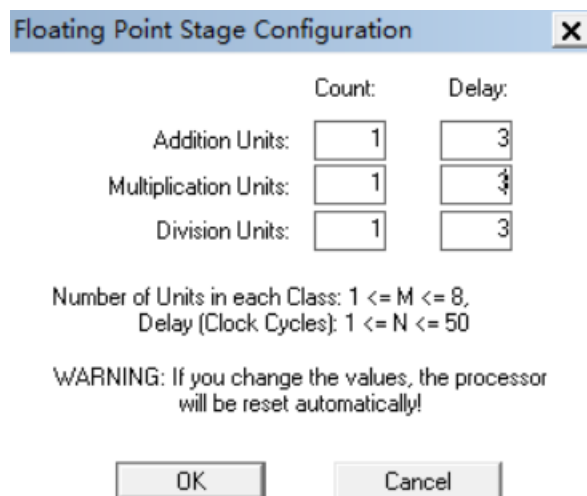 Floating Point Stage Configuration
Count: Delay:
Addition Units: 1 3
Multiplication Units: 1 3
Division Units: 1 3
Number of Units in each Class: 1 <= M <= 8,
Delay (Clock Cycles): 1 <= N <= 50
WARNING: If you change the values, the processor
will be reset automatically!
OK Cancel